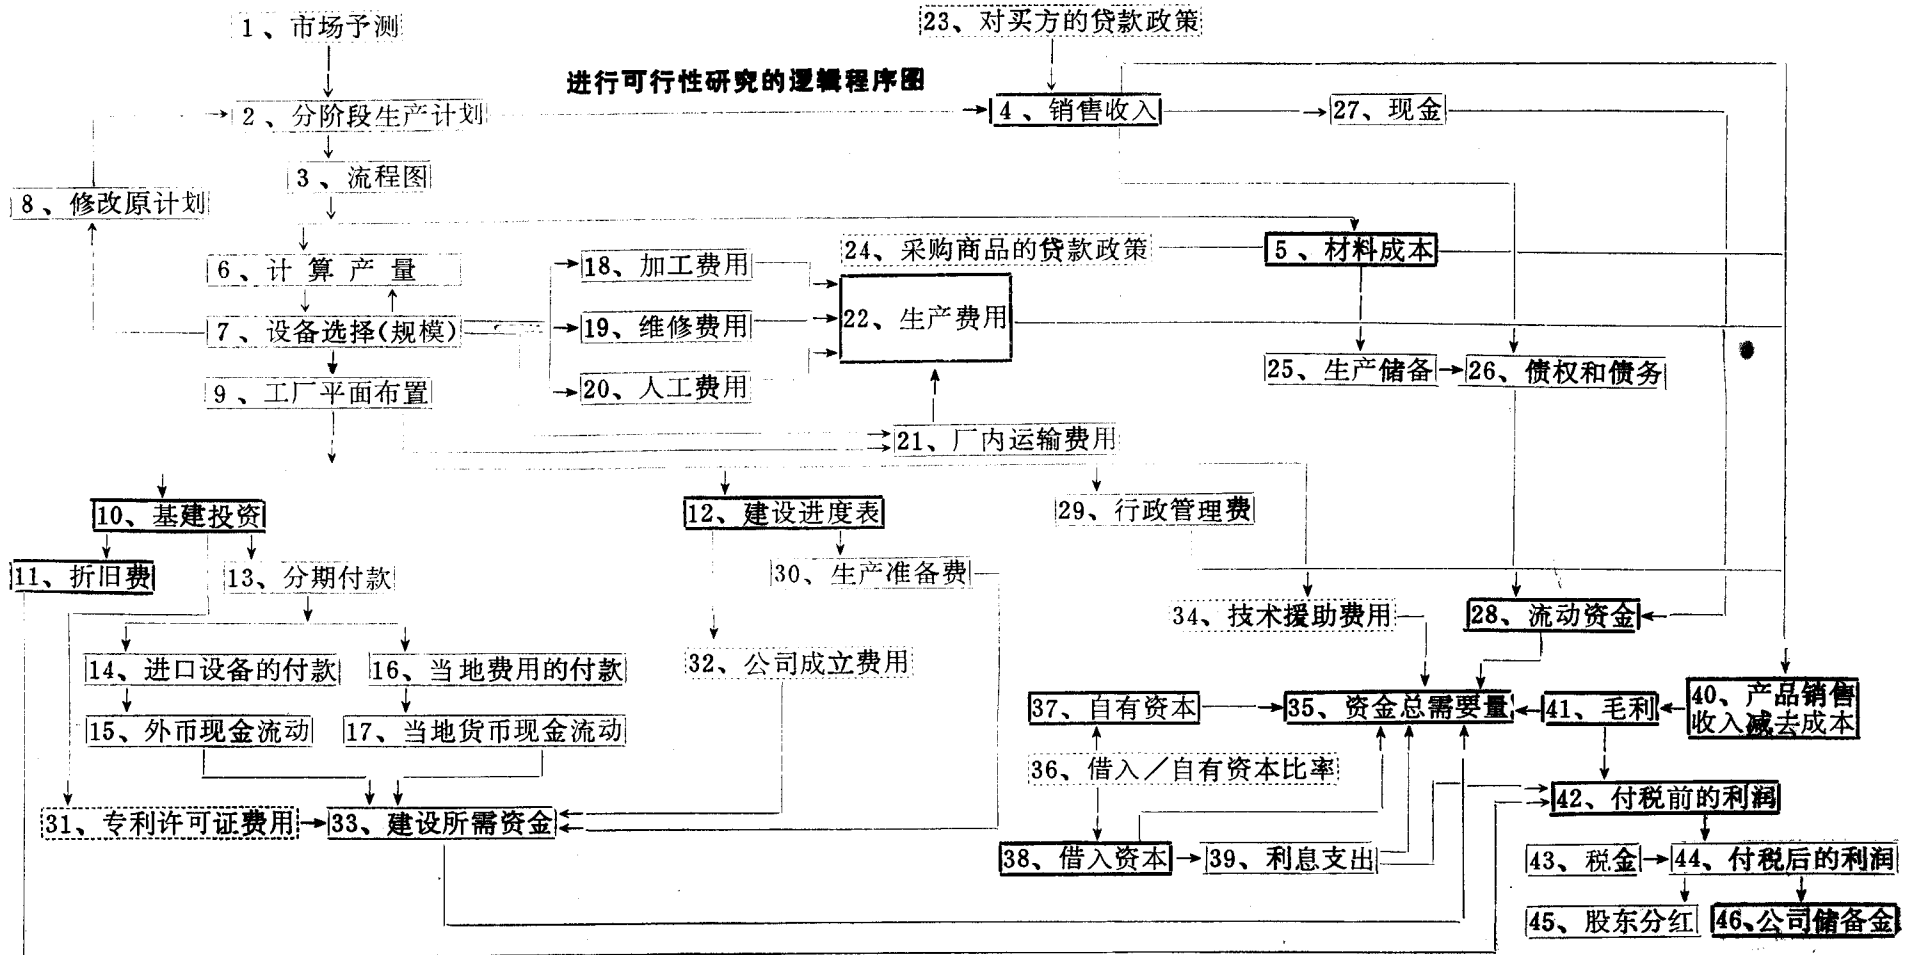 1、市场予测
23、对买方的贷款政策
进行可行性研究的逻辑程序图
2、分阶段生产计划
4、销售收入
27、现金
3、流程图
8、修改原计划
24、采购商品的贷款政策
5、材料成本
6、计算产量
18、加工费用
22、生产费用
7、设备选择(规模)
19、维修费用
25、生产储备
26、债权和债务
9、工厂平面布置
20、人工费用
21、厂内运输费用
10、基建投资
12、建设进度表
29、行政管理费
11、折旧费
13、分期付款
30、生产准备费
34、技术援助费用
28、流动资金
14、进口设备的付款
16、当地费用的付款
32、公司成立费用
37、自有资本
35、资金总需要量
41、毛利
40、产品销售
收入减去成本
15、外币现金流动
17、当地货币现金流动
36、借入/自有资本比率
42、付税前的利润
31、专利许可证费用
33、建设所需资金
38、借入资本
39、利息支出
43、税金
44、付税后的利润
45、股东分红
46、公司储备金